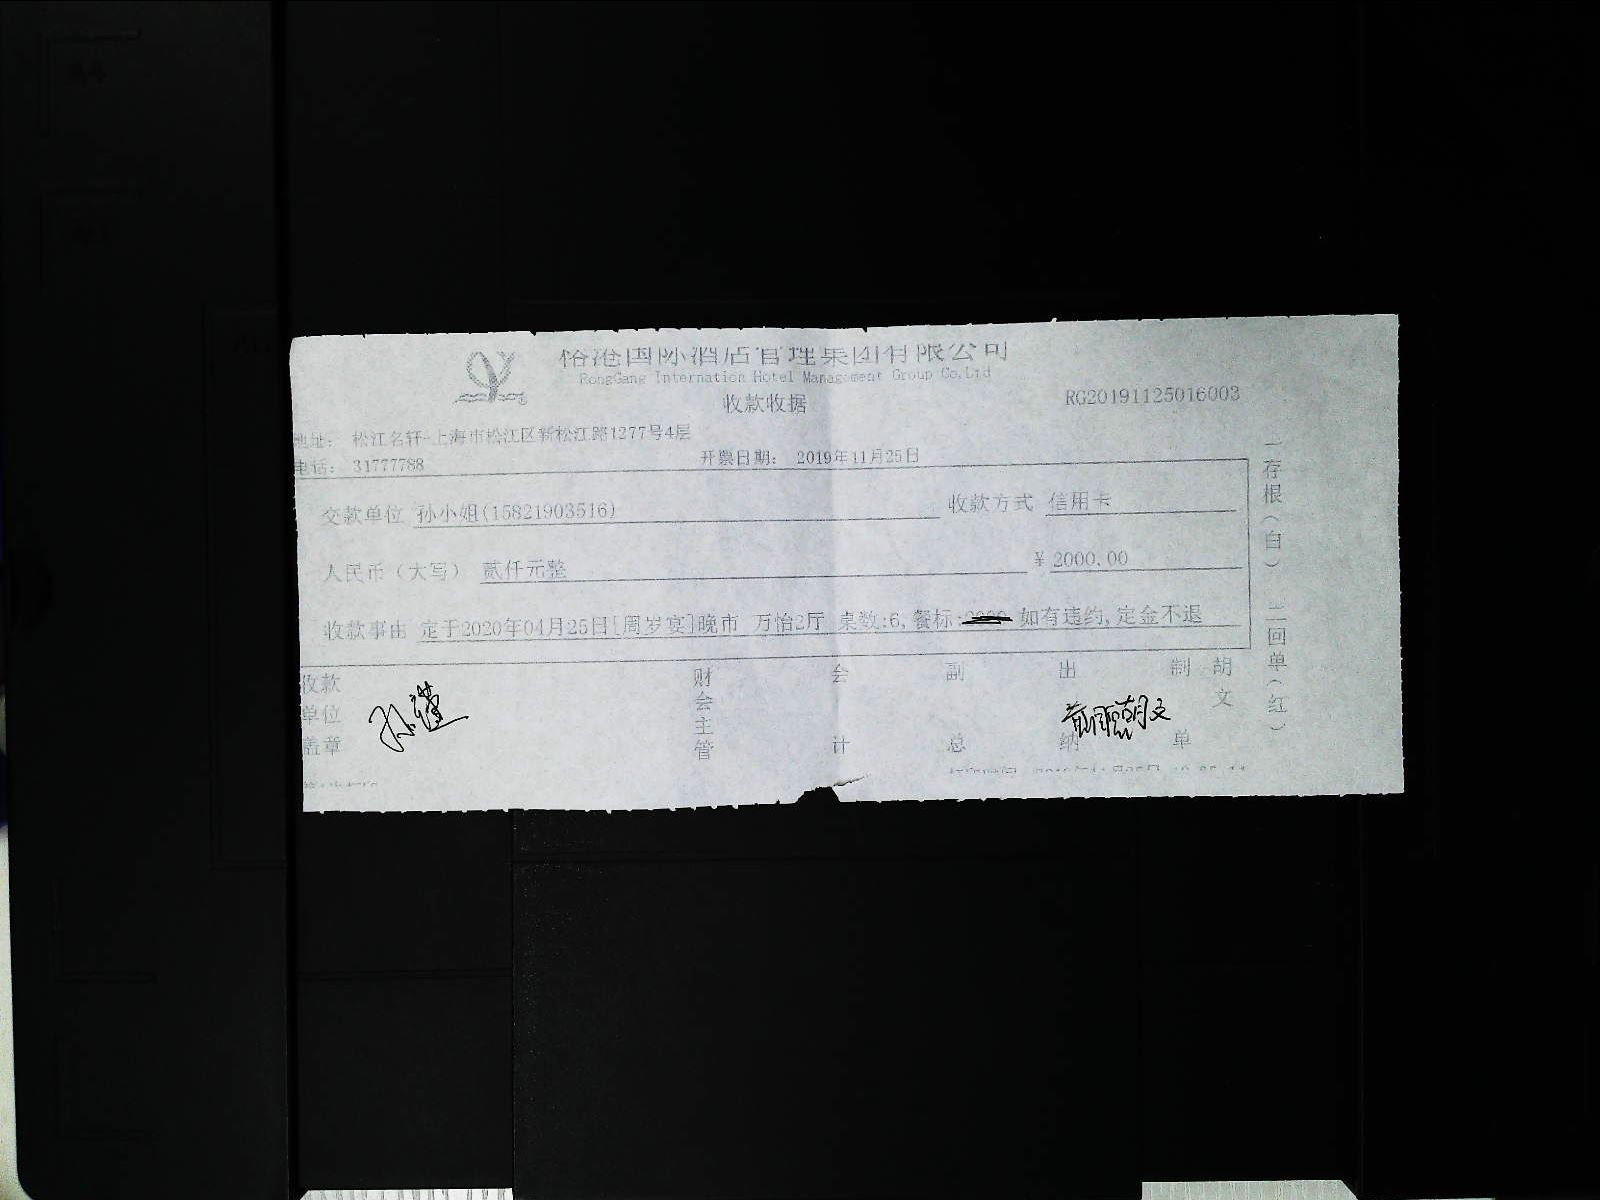 国际酒店管理集团有限公司
RongGang Internation Hotel Management Group Co,Ltd
收款收据
RG20191125016003
地址: 松江名轩-上海市松江区新松江路1277号4层
电话: 31777788
开票日期: 2019年11月25日
交款单位 孙小姐(15821903516)
收款方式 信用卡
人民币（大写） 贰仟元整
¥ 2000.00
收款事由 定于2020年04月25日[周岁宴]晚市 万怡2厅 桌数:6, 餐标: 如有违约, 定金不退
收款单位盖章
财会主管
会计
副总
出纳
制单
胡文
一存根（白） 二回单（红）